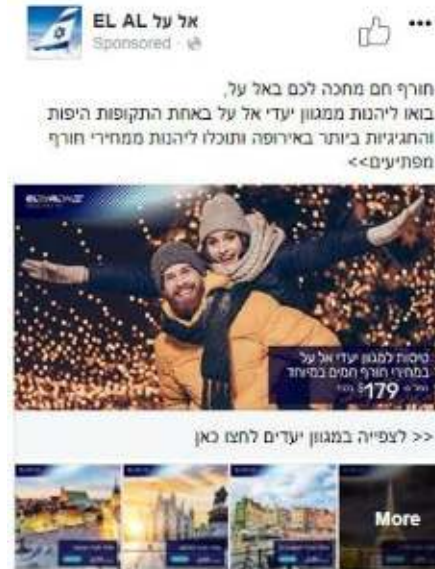 EL AL אל על
Sponsored
חורף חם מחכה לכם באל על,
בואו ליהנות ממגוון יעדי אל על באחת התקופות היפות
והחגיגיות ביותר באירופה ותוכלו ליהנות ממחירי חורף
מפתיעים>>
טיסות למגוון יעדי אל על
במחירי חורף חמים במיוחד
$179
<< לצפייה במגוון יעדים לחצו כאן
More